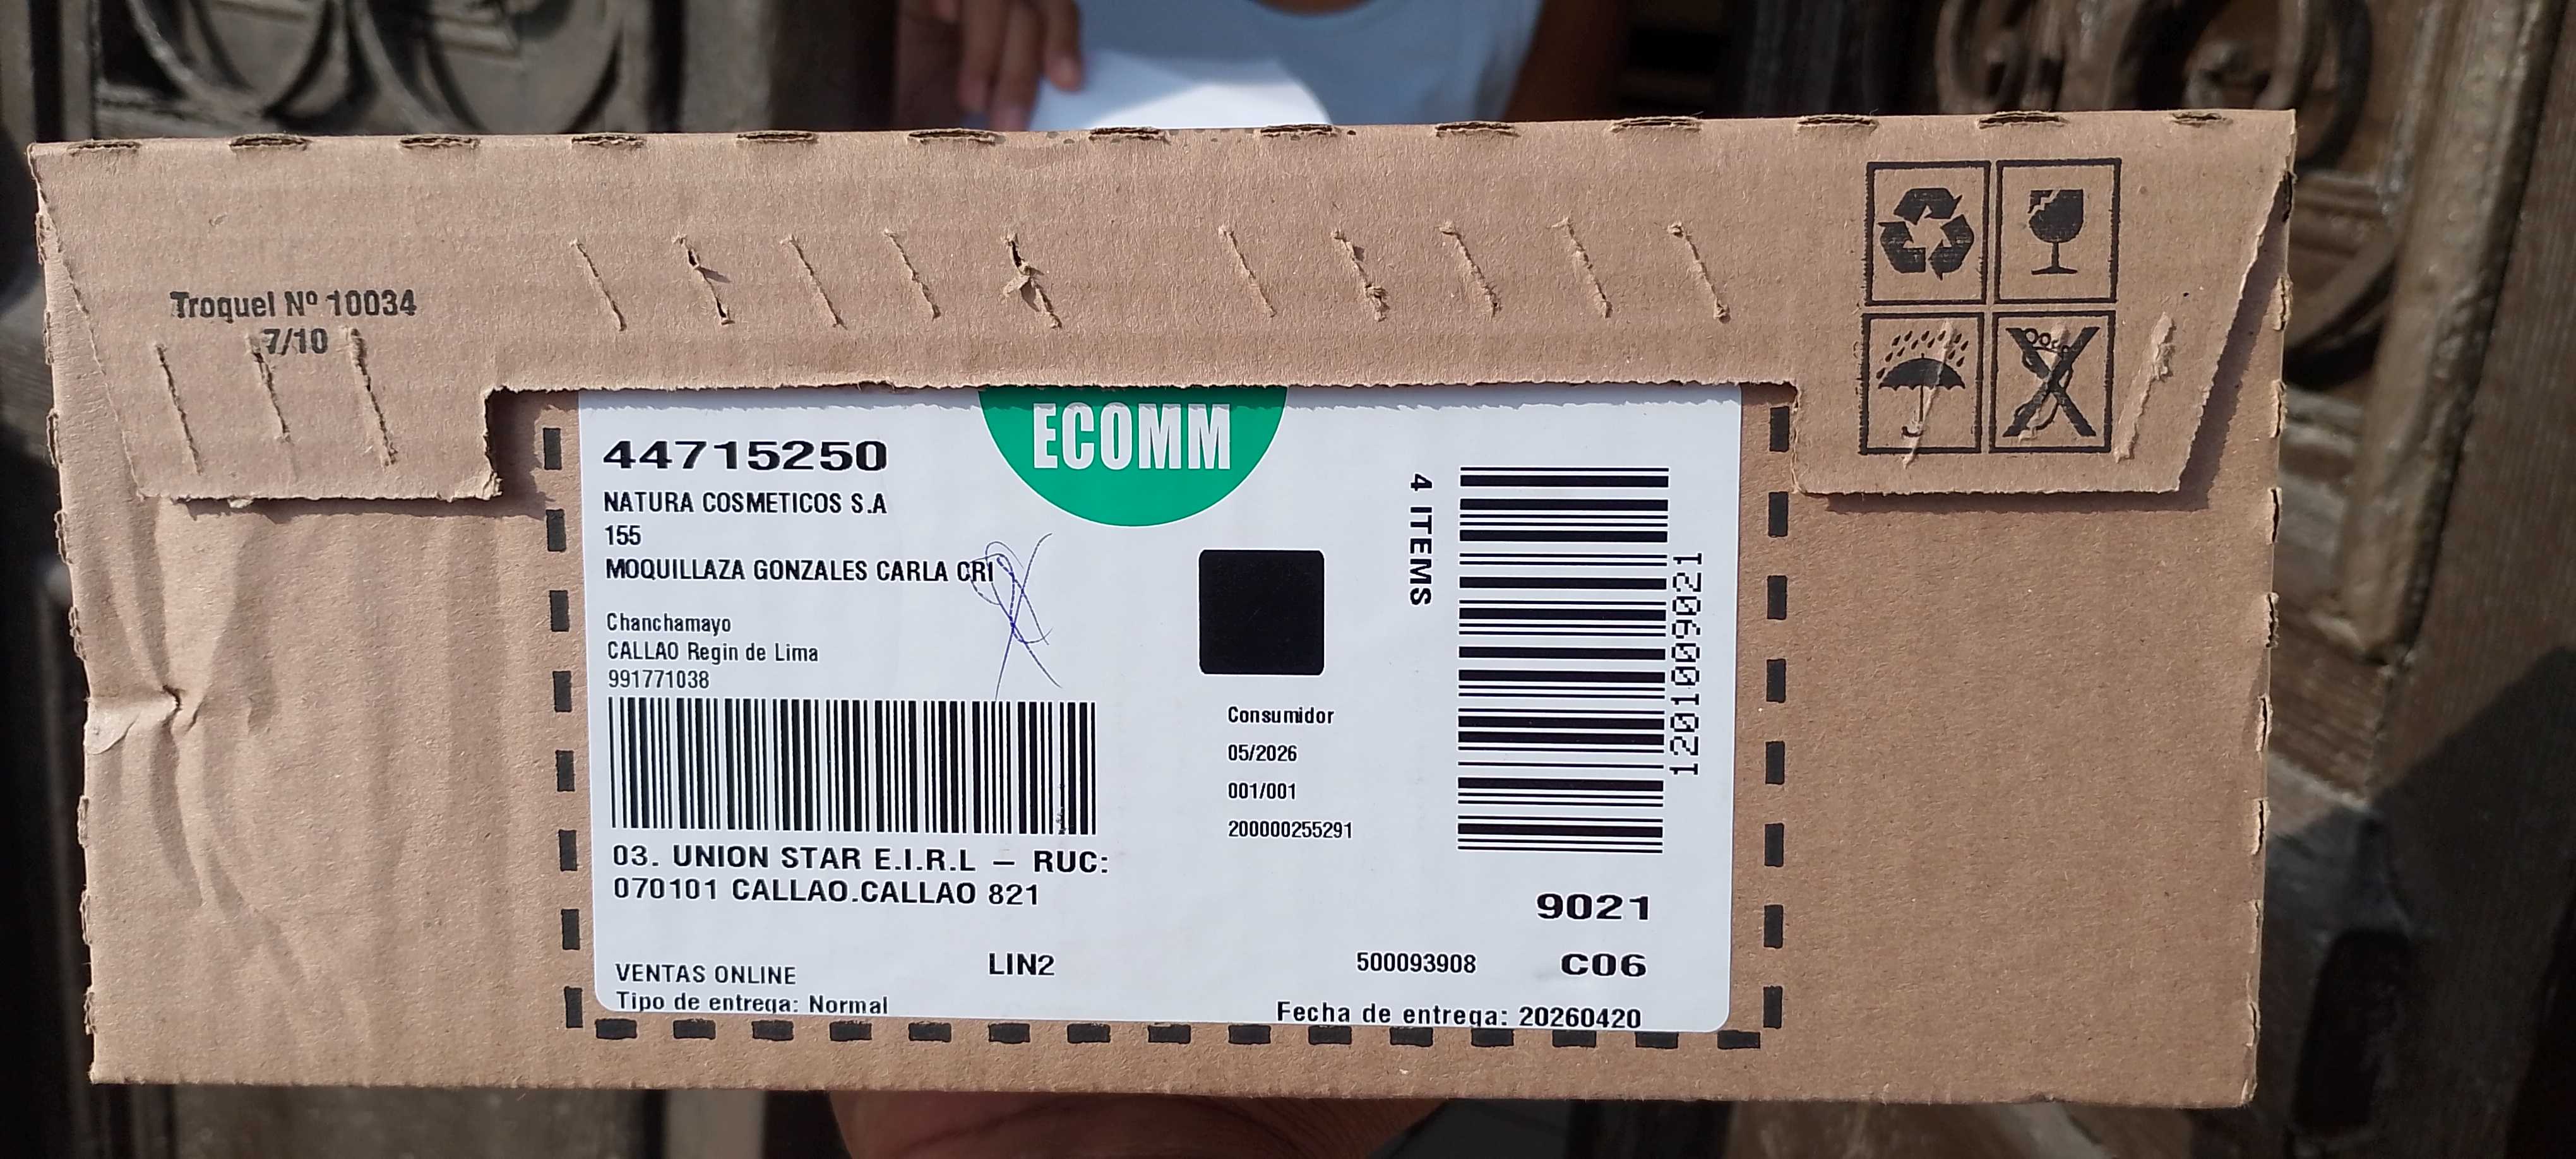 Troquel Nº 10034
7/10
ECOMM
44715250
NATURA COSMETICOS S.A
155
MOQUILLAZA GONZALES CARLA CRI
Chanchamayo
CALLAO Regin de Lima
991771038
4 ITEMS
1201009021
Consumidor
05/2026
001/001
200000255291
03. UNION STAR E.I.R.L – RUC:
070101 CALLAO.CALLAO 821
9021
VENTAS ONLINE
LIN2
500093908
C06
Tipo de entrega: Normal
Fecha de entrega: 20260420